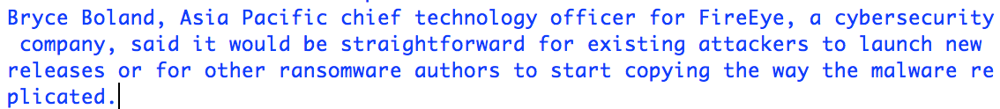 Bryce Boland, Asia Pacific chief technology officer for FireEye, a cybersecurity
company, said it would be straightforward for existing attackers to launch new
releases or for other ransomware authors to start copying the way the malware re
plicated.